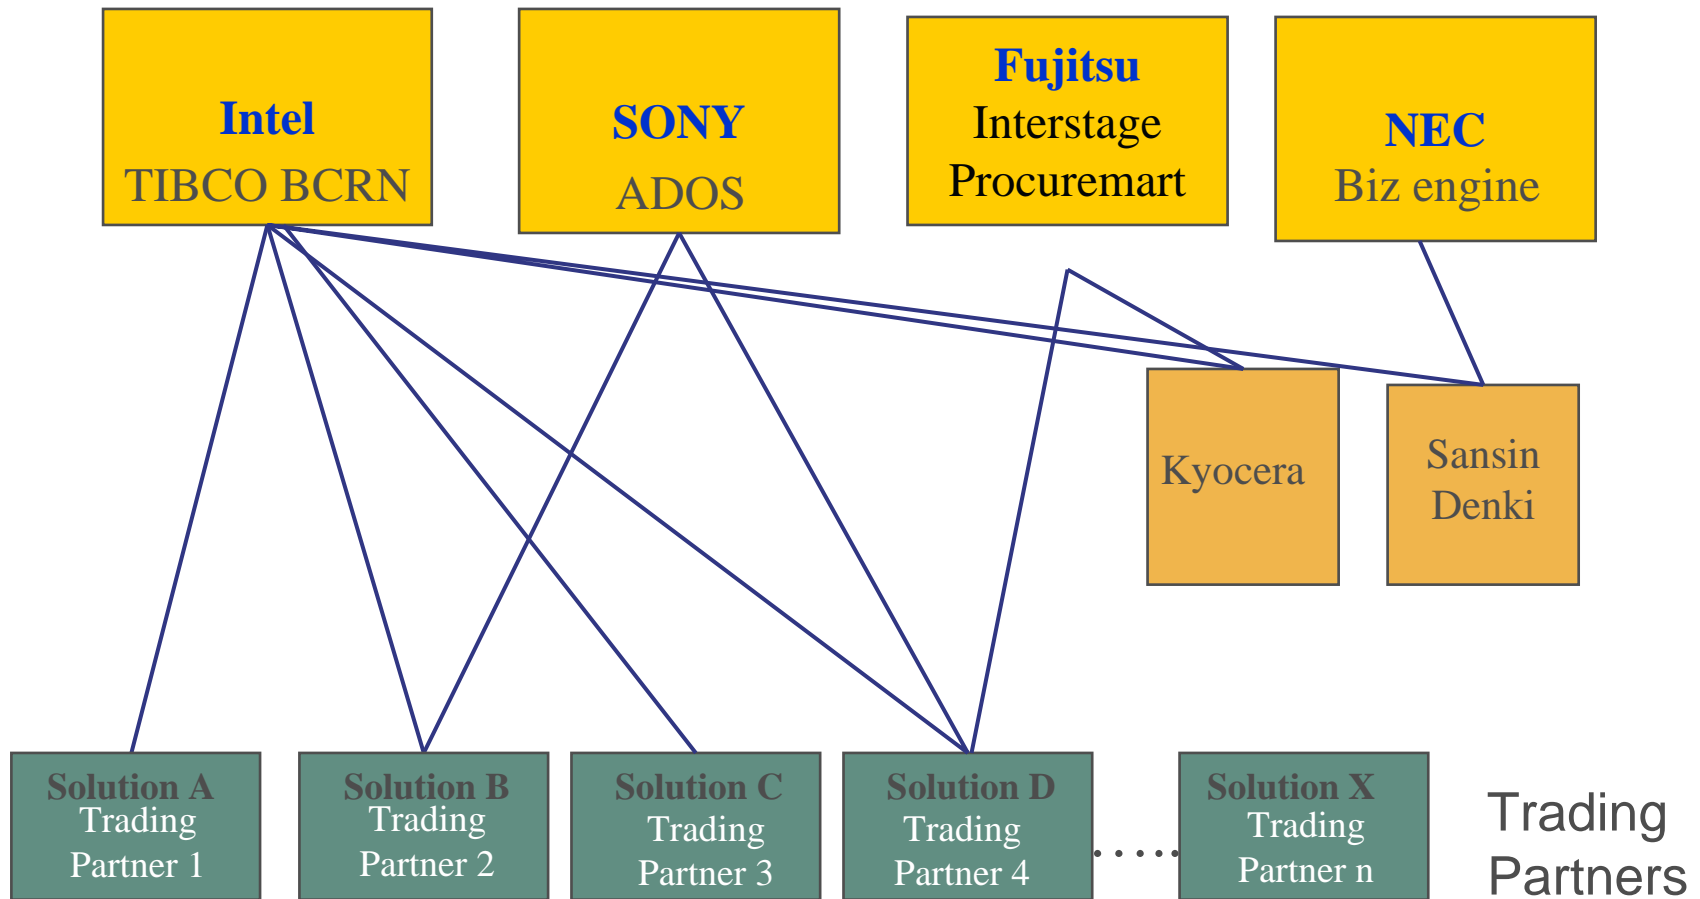 Intel
TIBCO BCRN
SONY
ADOS
Fujitsu
Interstage
Procuremart
NEC
Biz engine
Kyocera
Sansin
Denki
Solution A
Trading
Partner 1
Solution B
Trading
Partner 2
Solution C
Trading
Partner 3
Solution D
Trading
Partner 4
.....
Solution X
Trading
Partner n
Trading
Partners